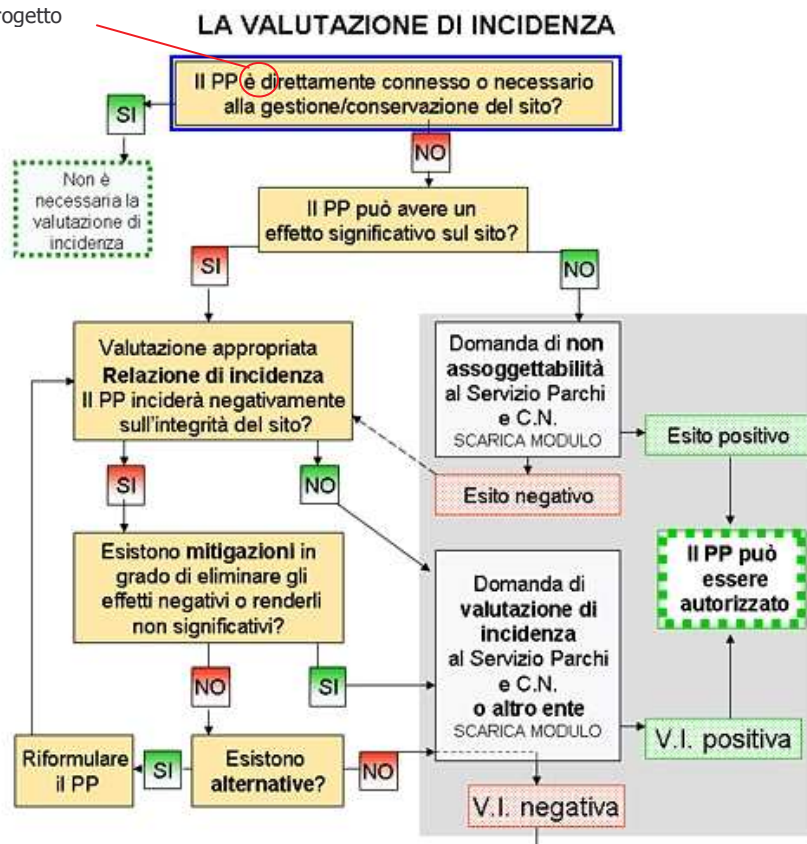 rogetto
LA VALUTAZIONE DI INCIDENZA
Il PP è direttamente connesso o necessario
alla gestione/conservazione del sito?
SI
NO
Non è
necessaria la
valutazione di
incidenza
Il PP può avere un
effetto significativo sul sito?
SI
NO
Valutazione appropriata
Relazione di incidenza
Il PP inciderà negativamente
sull'integrità del sito?
Domanda di non
assoggettabilità
al Servizio Parchi
e C.N.
SCARICA MODULO
Esito positivo
SI
NO
Esito negativo
Esistono mitigazioni in
grado di eliminare gli
effetti negativi o renderli
non significativi?
Domanda di
valutazione di
incidenza
al Servizio Parchi
e C.N.
o altro ente
SCARICA MODULO
Il PP può
essere
autorizzato
NO
SI
V.I. positiva
Riformulare
il PP
SI
Esistono
alternative?
NO
V.I. negativa